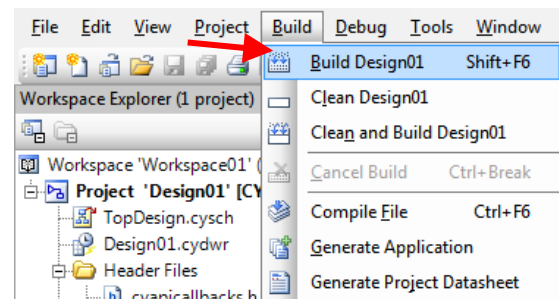 File Edit View Project Build Debug Tools Window
Build Design01 Shift+F6
Workspace Explorer (1 project)
Clean Design01
Clean and Build Design01
Workspace 'Workspace01' (
Cancel Build Ctrl+Break
Project 'Design01' [CY
TopDesign.cysch
Compile File Ctrl+F6
Design01.cydwr
Generate Application
Header Files
Generate Project Datasheet
cyapicallbacks.h